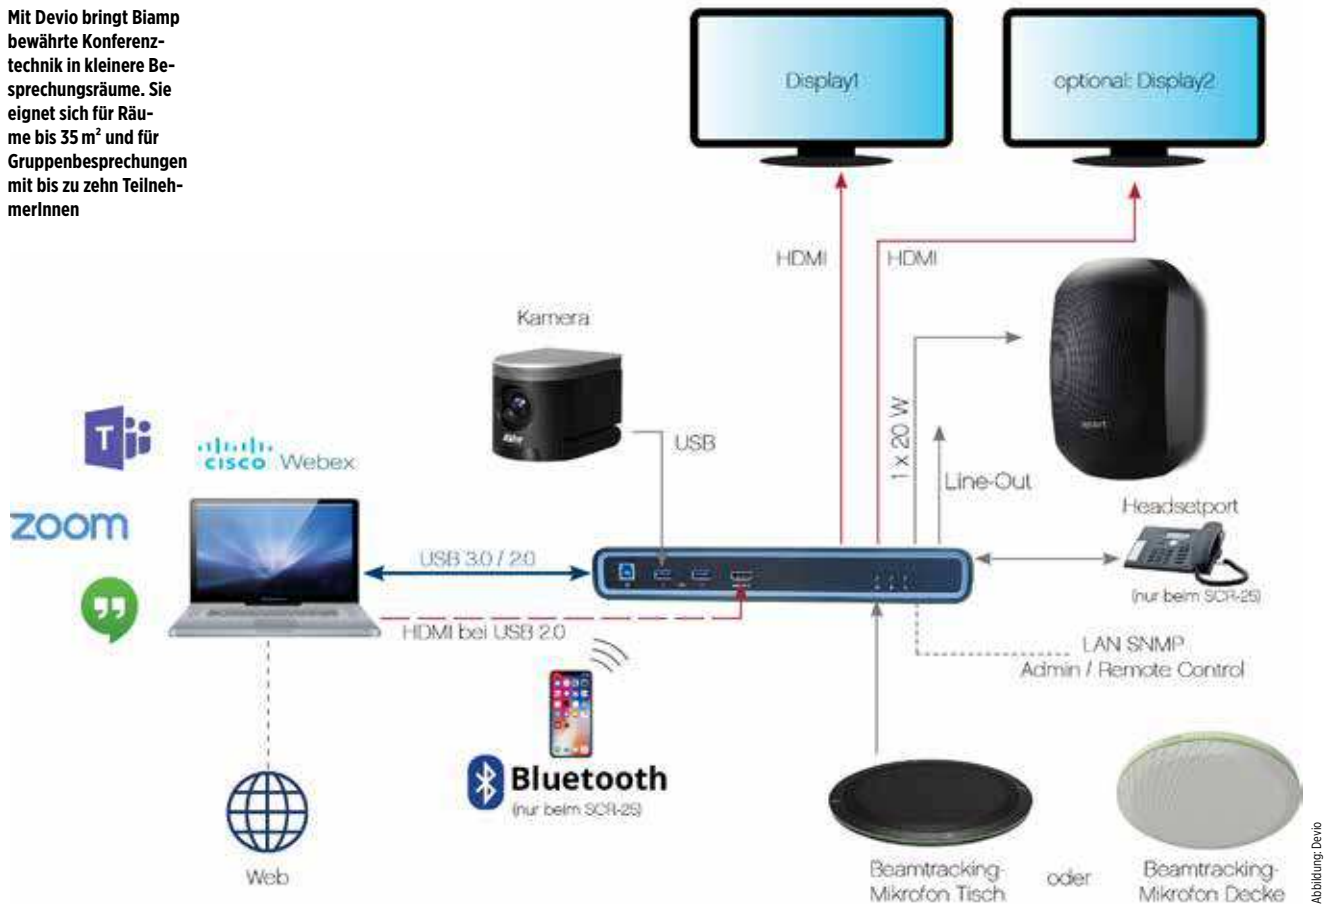 Mit Devio bringt Biamp
bewährte Konferenz-
technik in kleinere Be-
sprechungsräume. Sie
eignet sich für Räu-
me bis 35 m² und für
Gruppenbesprechungen
mit bis zu zehn Teilneh-
merInnen
Display1
optional: Display2
HDMI
HDMI
Kamera
USB
1 x 20 W
Line-Out
Headsetport
(nur beim SCR-25)
T
CISCO Webex
zoom
USB 3.0 / 2.0
HDMI bei USB 2.0
LAN SNMP
Admin / Remote Control
Bluetooth
(nur beim SCR-25)
Web
Beamtracking-
Mikrofon Tisch
oder
Beamtracking-
Mikrofon Decke
Abbildung: Devio